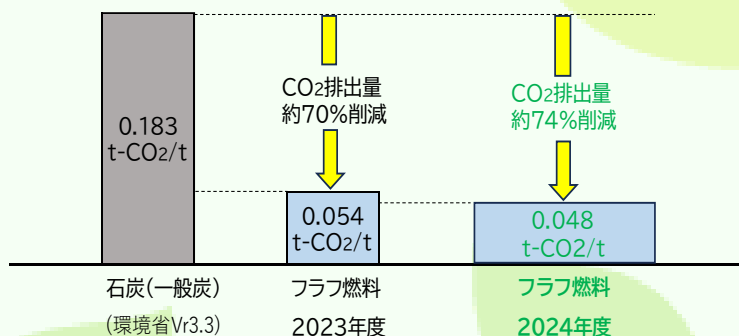 0.183
t-CO2/t
CO2排出量
約70%削減
CO2排出量
約74%削減
0.054
t-CO2/t
0.048
t-CO2/t
石炭(一般炭)
(環境省Vr3.3)
フラフ燃料
2023年度
フラフ燃料
2024年度